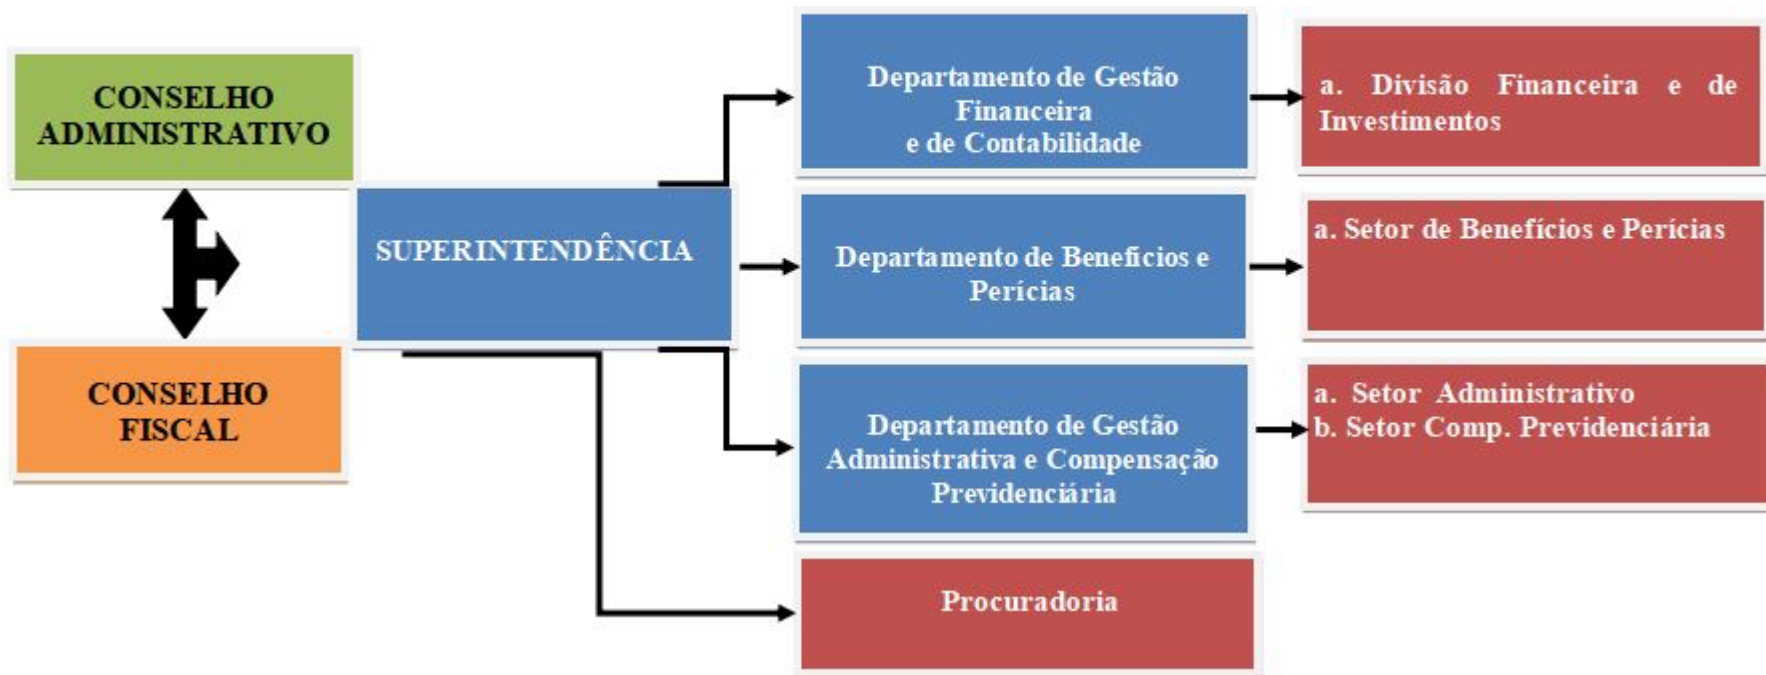 CONSELHO
ADMINISTRATIVO
CONSELHO
FISCAL
SUPERINTENDÊNCIA
Departamento de Gestão
Financeira
e de Contabilidade
a. Divisão Financeira e de
Investimentos
Departamento de Benefícios e
Perícias
a. Setor de Benefícios e Perícias
Departamento de Gestão
Administrativa e Compensação
Previdenciária
a. Setor Administrativo
b. Setor Comp. Previdenciária
Procuradoria